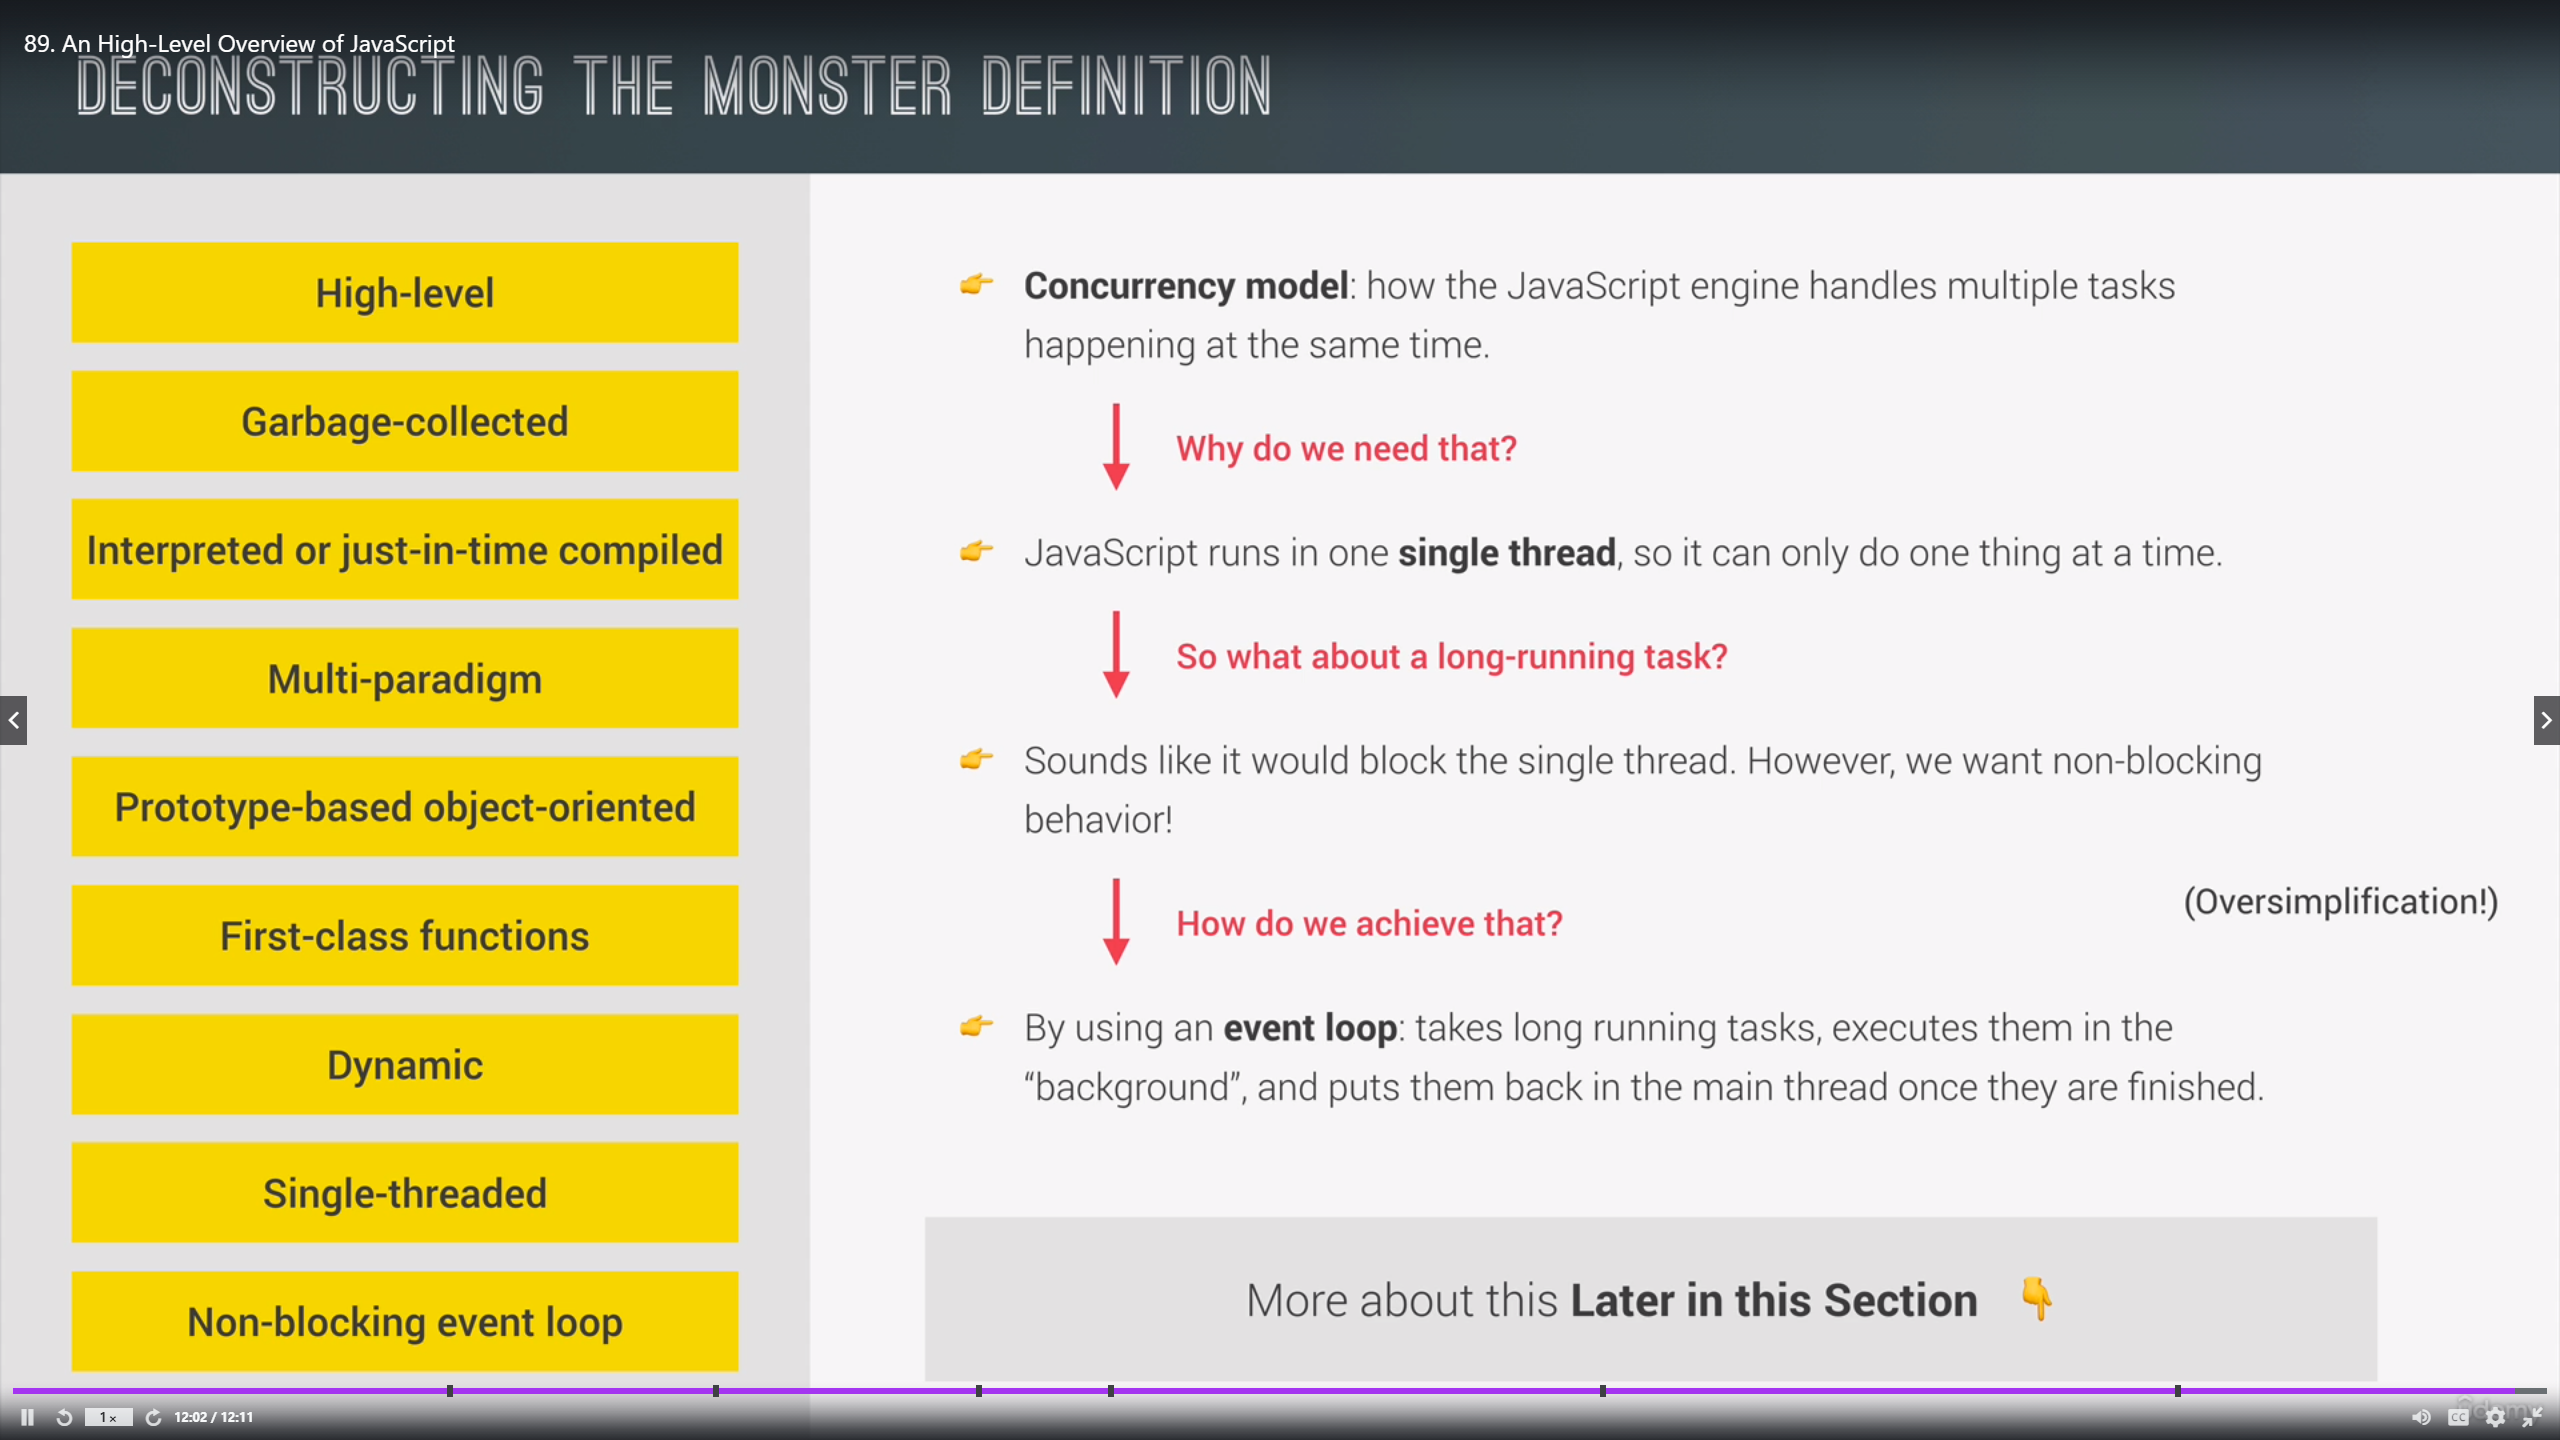 89. An High-Level Overview of JavaScript
DECONSTRUCTING THE MONSTER DEFINITION
High-level
Garbage-collected
Interpreted or just-in-time compiled
Multi-paradigm
Prototype-based object-oriented
First-class functions
Dynamic
Single-threaded
Non-blocking event loop
Concurrency model: how the JavaScript engine handles multiple tasks
happening at the same time.
Why do we need that?
JavaScript runs in one single thread, so it can only do one thing at a time.
So what about a long-running task?
Sounds like it would block the single thread. However, we want non-blocking
behavior!
(Oversimplification!)
How do we achieve that?
By using an event loop: takes long running tasks, executes them in the
“background”, and puts them back in the main thread once they are finished.
More about this Later in this Section
1x
12:02 / 12:11
CC
ûdemy